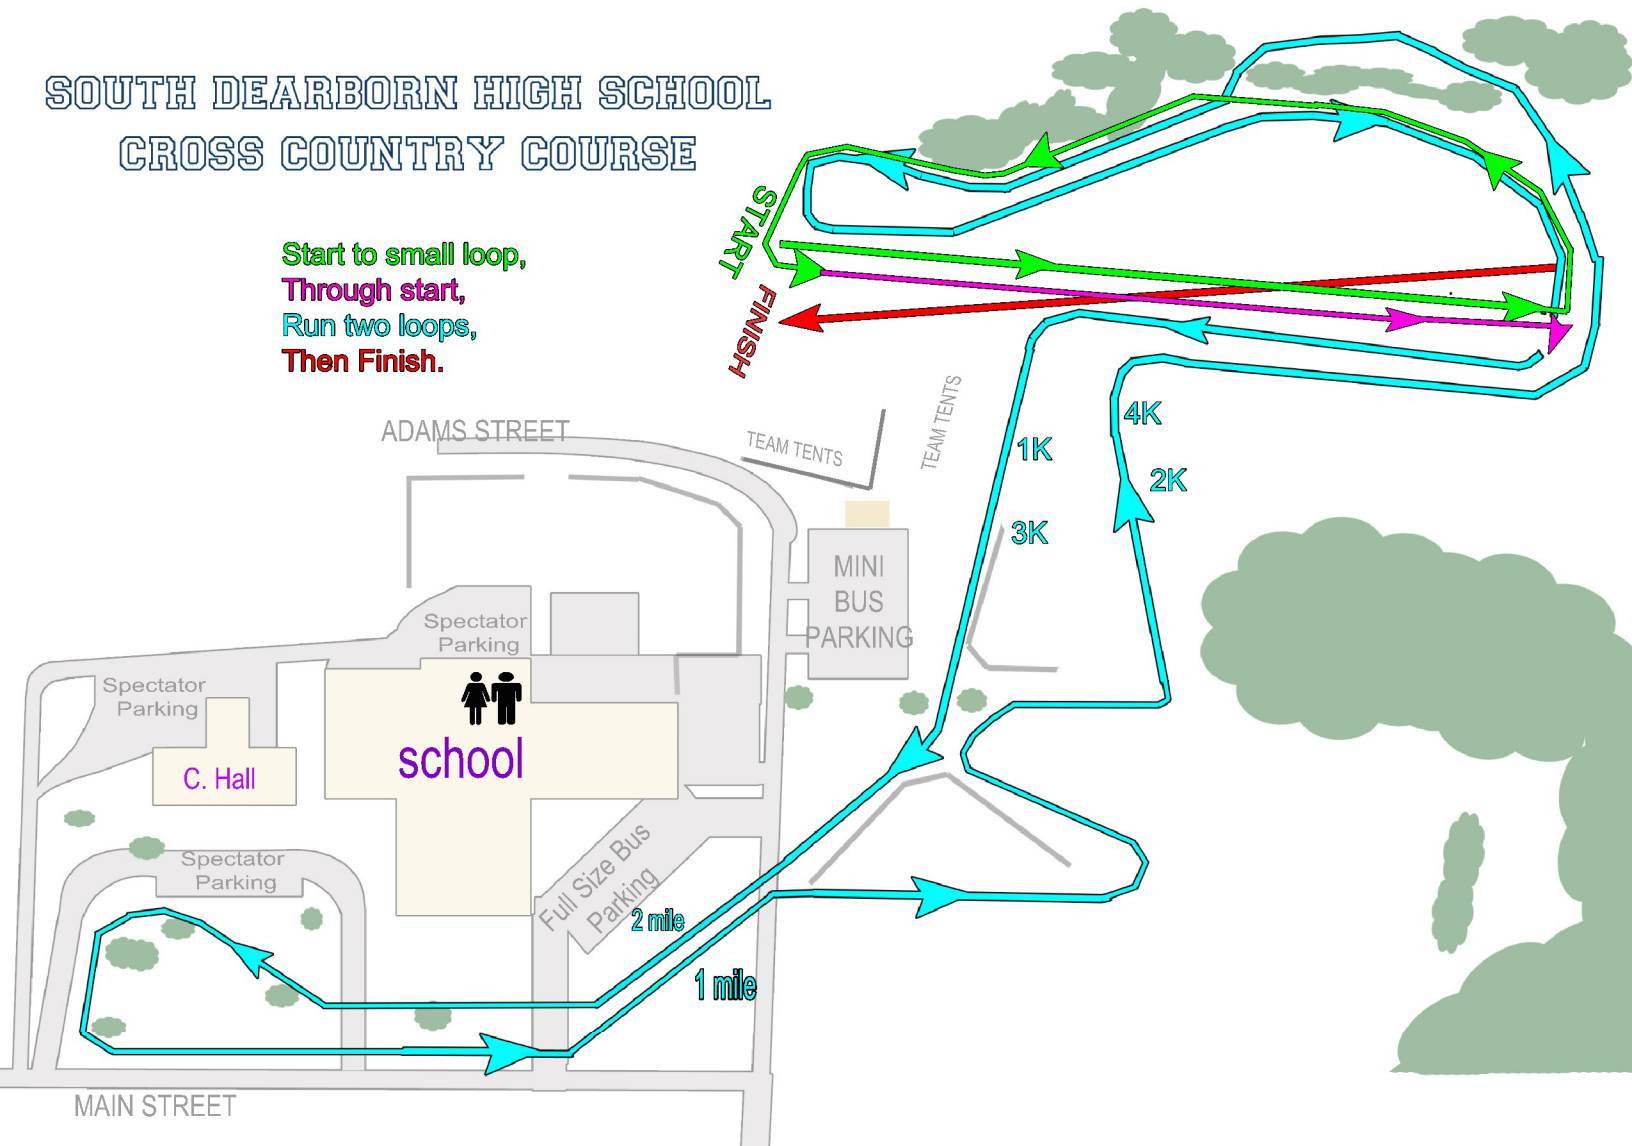 SOUTH DEARBORN HIGH SCHOOL
CROSS COUNTRY COURSE
Start to small loop,
Through start,
Run two loops,
Then Finish.
START
FINISH
ADAMS STREET
TEAM TENTS
TEAM TENTS
4K
1K
2K
3K
MINI
BUS
PARKING
Spectator
Parking
Spectator
Parking
school
C. Hall
Spectator
Parking
Full Size Bus
Parking
2 mile
1 mile
MAIN STREET